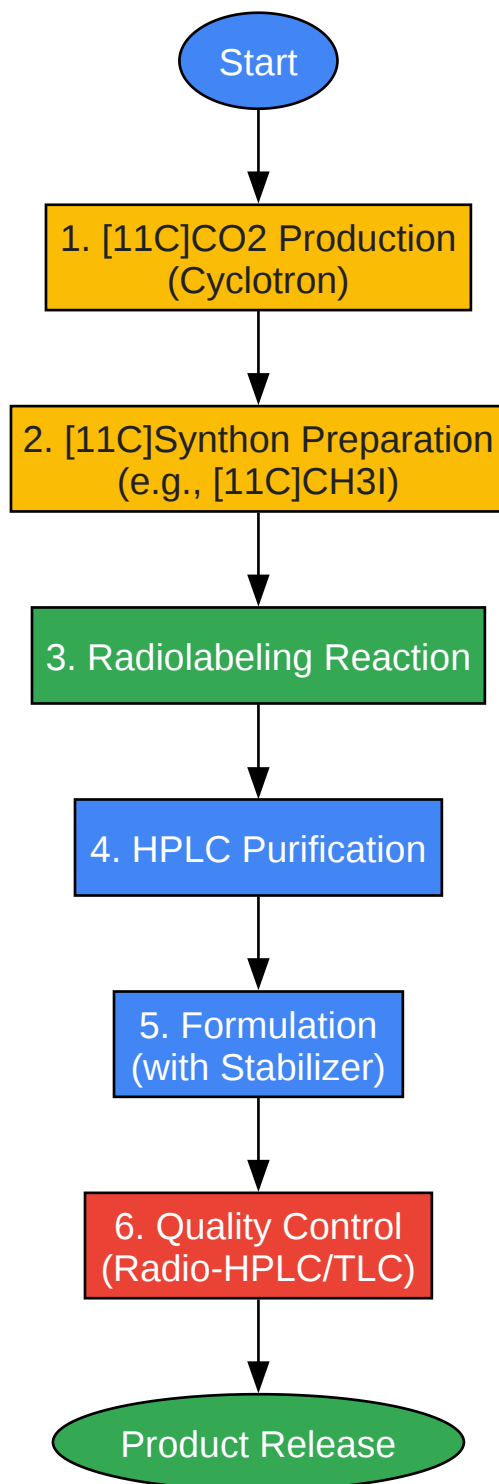 Start
1. [11C]CO2 Production
(Cyclotron)
2. [11C]Synthon Preparation
(e.g., [11C]CH3I)
3. Radiolabeling Reaction
4. HPLC Purification
5. Formulation
(with Stabilizer)
6. Quality Control
(Radio-HPLC/TLC)
Product Release